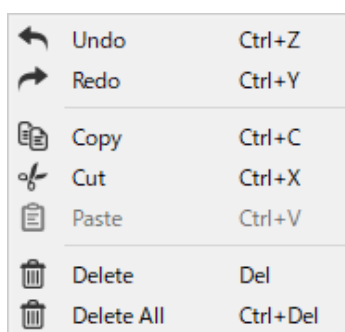 Undo Ctrl+Z
Redo Ctrl+Y
Copy Ctrl+C
Cut Ctrl+X
Paste Ctrl+V
Delete Del
Delete All Ctrl+Del